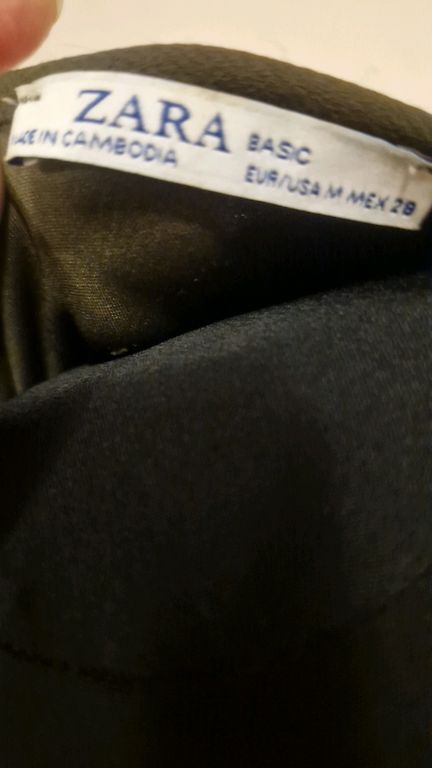 ZARA BASIC
MADE IN CAMBODIA
EUR/USA M MEX 28